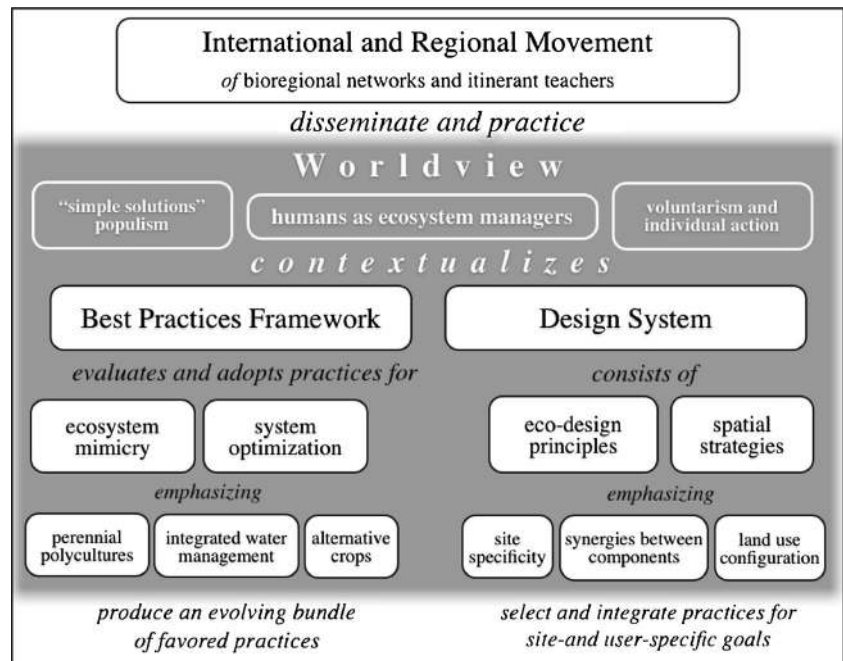 International and Regional Movement
of bioregional networks and itinerant teachers
disseminate and practice
Worldview
"simple solutions"
populism
humans as ecosystem managers
voluntarism and
individual action
contextualizes
Best Practices Framework
Design System
evaluates and adopts practices for
consists of
ecosystem
mimicry
system
optimization
eco-design
principles
spatial
strategies
emphasizing
emphasizing
perennial
polycultures
integrated water
management
alternative
crops
site
specificity
synergies between
components
land use
configuration
produce an evolving bundle
of favored practices
select and integrate practices for
site-and user-specific goals